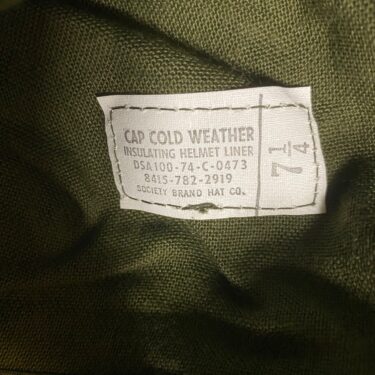 CAP COLD WEATHER
INSULATING HELMET LINER
DSA100-74-C-0473
8415-782-2919
SOCIETY BRAND HAT CO.
7 1/4